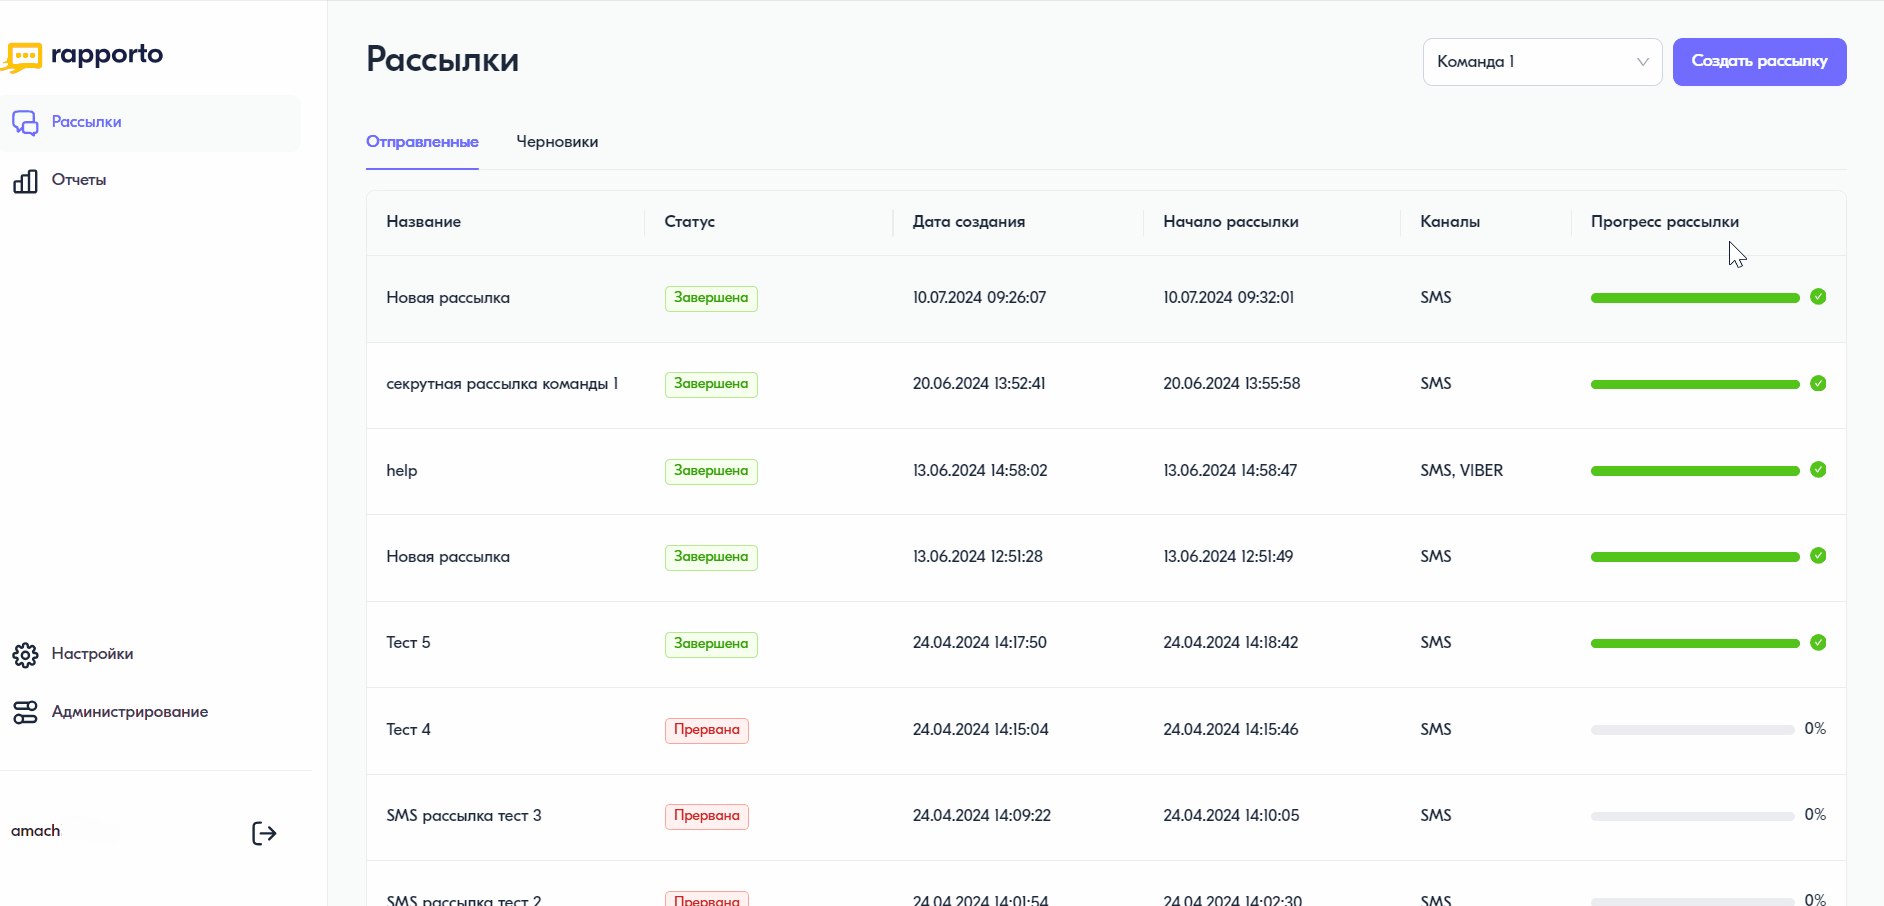 rapporto
Рассылки
Отчеты
Настройки
Администрирование
amach
Рассылки
Команда 1
Создать рассылку
Отправленные Черновики
Название Статус Дата создания Начало рассылки Каналы Прогресс рассылки
Новая рассылка Завершена 10.07.2024 09:26:07 10.07.2024 09:32:01 SMS
секрутная рассылка команды 1 Завершена 20.06.2024 13:52:41 20.06.2024 13:55:58 SMS
help Завершена 13.06.2024 14:58:02 13.06.2024 14:58:47 SMS, VIBER
Новая рассылка Завершена 13.06.2024 12:51:28 13.06.2024 12:51:49 SMS
Тест 5 Завершена 24.04.2024 14:17:50 24.04.2024 14:18:42 SMS
Тест 4 Прервана 24.04.2024 14:15:04 24.04.2024 14:15:46 SMS 0%
SMS рассылка тест 3 Прервана 24.04.2024 14:09:22 24.04.2024 14:10:05 SMS 0%
SMS рассылка тест 2 Прервана 24.04.2024 14:01:54 24.04.2024 14:02:30 SMS 0%